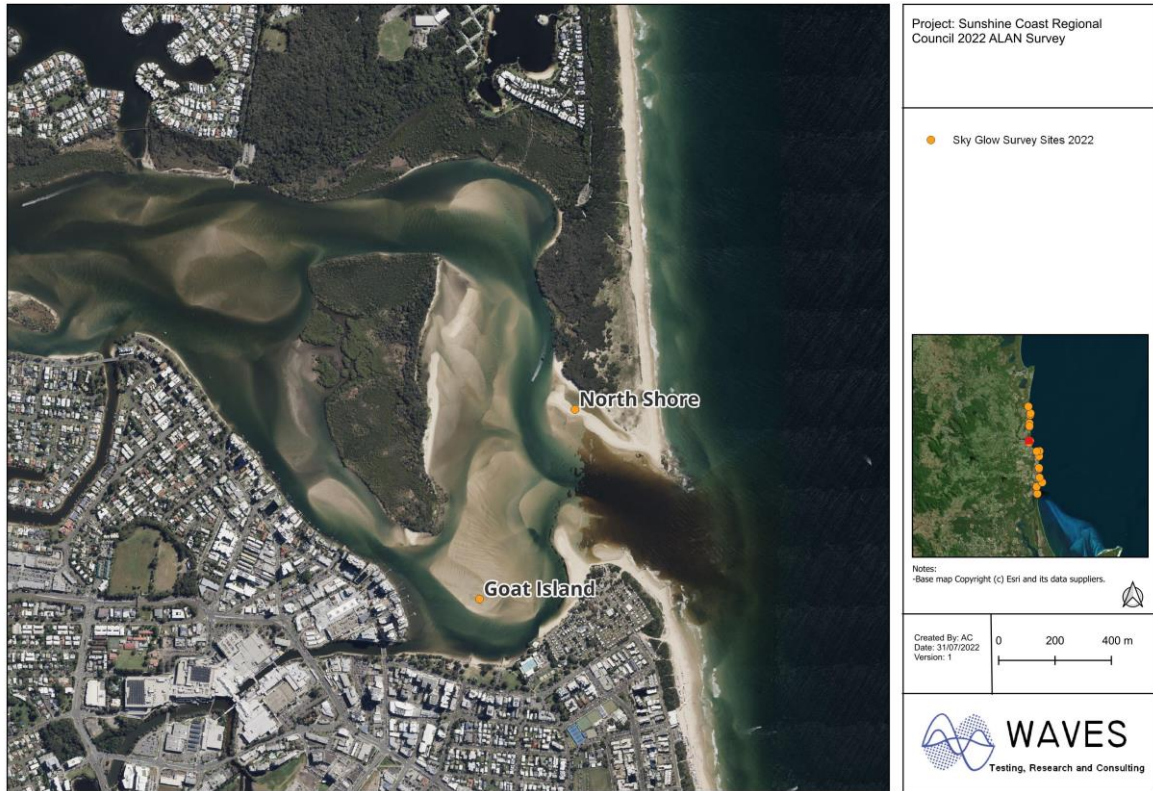 North Shore
Goat Island
Project: Sunshine Coast Regional
Council 2022 ALAN Survey
Sky Glow Survey Sites 2022
Notes:
-Base map Copyright (c) Esri and its data suppliers.
Created By: AC
Date: 31/07/2022
Version: 1
0 200 400 m
WAVES
Testing, Research and Consulting